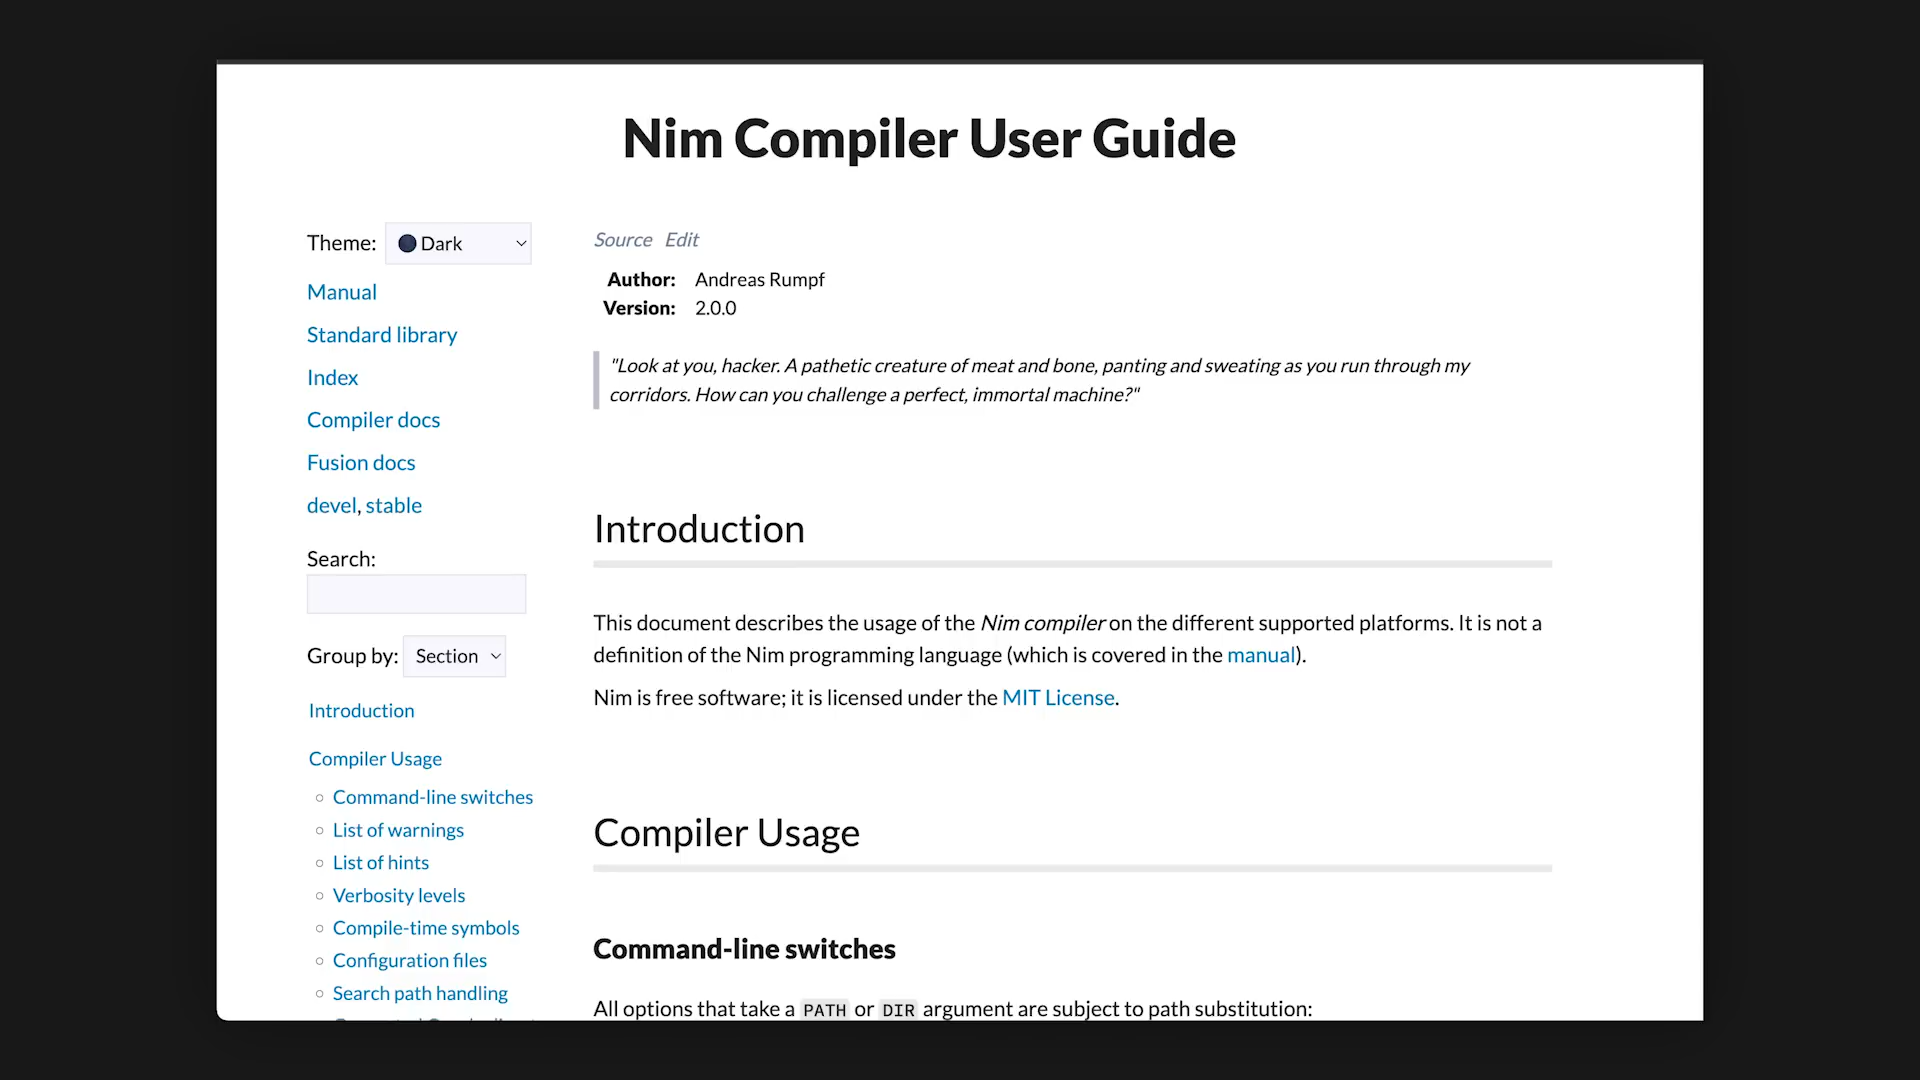 Nim Compiler User Guide
Theme: Dark
Manual
Standard library
Index
Compiler docs
Fusion docs
devel, stable
Search:
Group by: Section
Introduction
Compiler Usage
Command-line switches
List of warnings
List of hints
Verbosity levels
Compile-time symbols
Configuration files
Search path handling
Source Edit
Author: Andreas Rumpf
Version: 2.0.0
"Look at you, hacker. A pathetic creature of meat and bone, panting and sweating as you run through my
corridors. How can you challenge a perfect, immortal machine?"
Introduction
This document describes the usage of the Nim compiler on the different supported platforms. It is not a
definition of the Nim programming language (which is covered in the manual).
Nim is free software; it is licensed under the MIT License.
Compiler Usage
Command-line switches
All options that take a PATH or DIR argument are subject to path substitution: